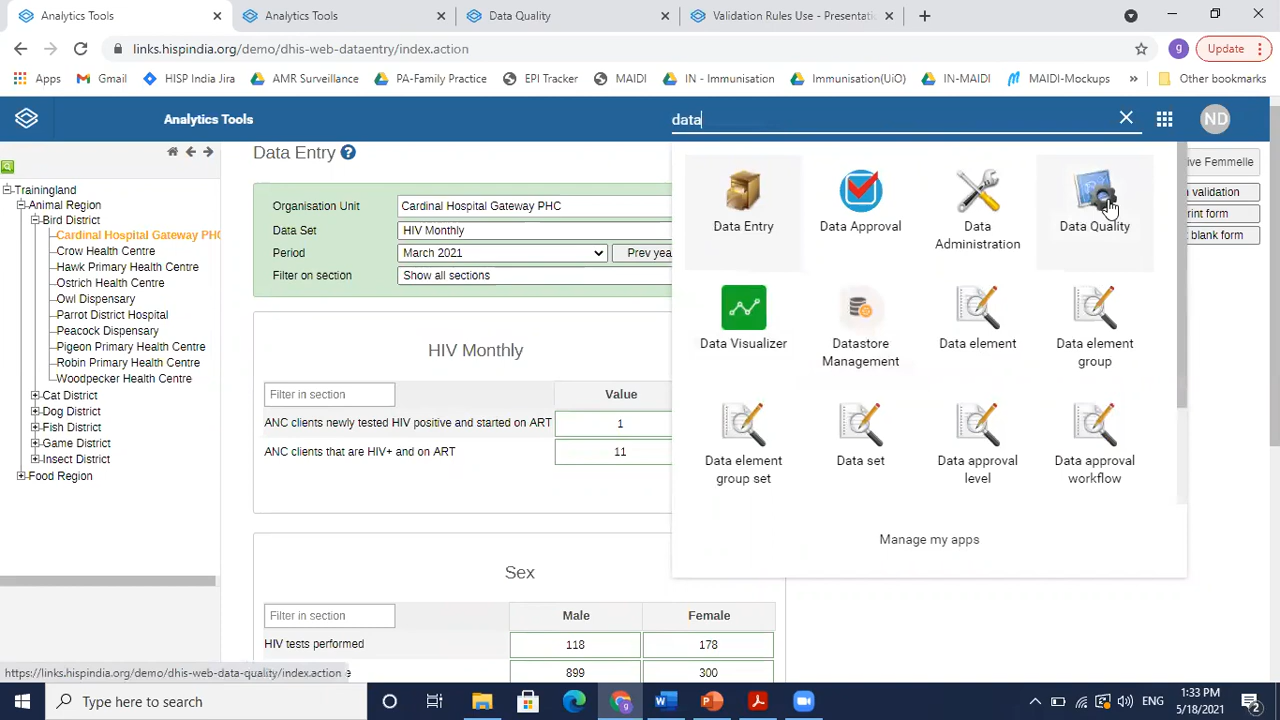 Analytics Tools
Analytics Tools
Data Quality
Validation Rules Use - Presentati
links.hispindia.org/demo/dhis-web-dataentry/index.action
g
Update
Apps
Gmail
HISP India Jira
AMR Surveillance
PA-Family Practice
EPI Tracker
MAIDI
IN - Immunisation
Immunisation(UiO)
IN-MAIDI
MAIDI-Mockups
Other bookmarks
Analytics Tools
data
ND
Trainingland
Animal Region
Bird District
Cardinal Hospital Gateway PHC
Crow Health Centre
Hawk Primary Health Centre
Ostrich Health Centre
Owl Dispensary
Parrot District Hospital
Peacock Dispensary
Pigeon Primary Health Centre
Robin Primary Health Centre
Woodpecker Health Centre
Cat District
Dog District
Fish District
Game District
Insect District
Food Region
Data Entry
Organisation Unit
Cardinal Hospital Gateway PHC
Data Set
HIV Monthly
Period
March 2021
Prev yea
Filter on section
Show all sections
HIV Monthly
Filter in section
Value
ANC clients newly tested HIV positive and started on ART
1
ANC clients that are HIV+ and on ART
11
Sex
Filter in section
Male
Female
HIV tests performed
118
178
e
899
300
Data Entry
Data Approval
Data Administration
Data Quality
Data Visualizer
Datastore Management
Data element
Data element group
Data element group set
Data set
Data approval level
Data approval workflow
Manage my apps
ive Femmelle
n validation
rint form
t blank form
https://links.hispindia.org/demo/dhis-web-data-quality/index.action
Type here to search
ENG
1:33 PM
5/18/2021
2